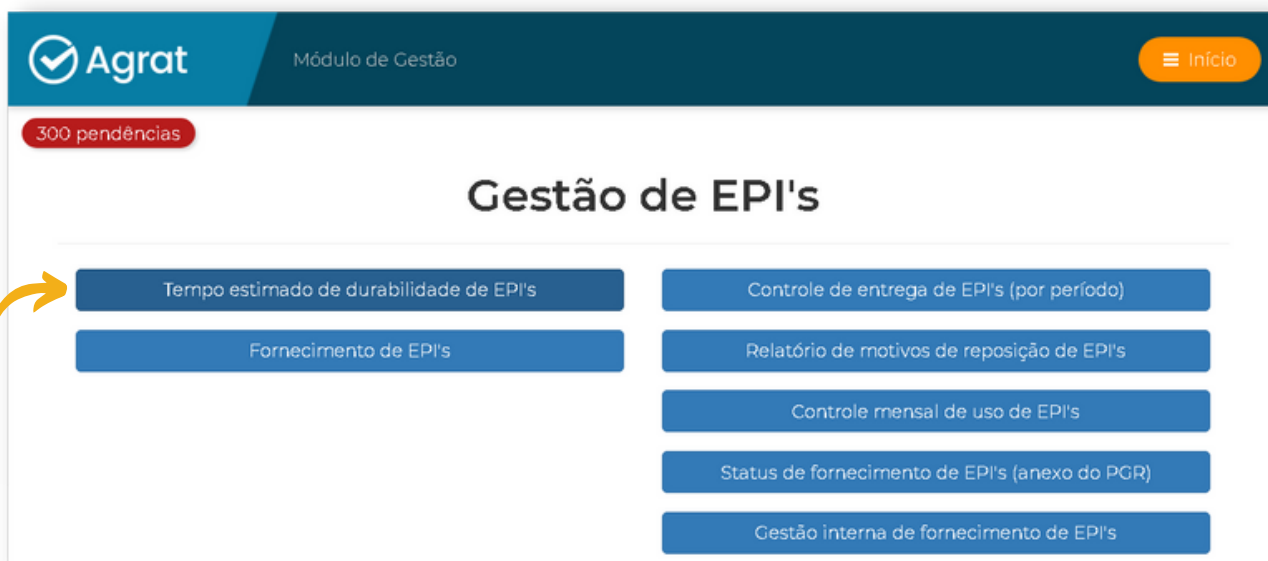 Agrat
Módulo de Gestão
Início
300 pendências
Gestão de EPI's
Tempo estimado de durabilidade de EPI's
Fornecimento de EPI's
Controle de entrega de EPI's (por período)
Relatório de motivos de reposição de EPI's
Controle mensal de uso de EPI's
Status de fornecimento de EPI's (anexo do PGR)
Gestão interna de fornecimento de EPI's